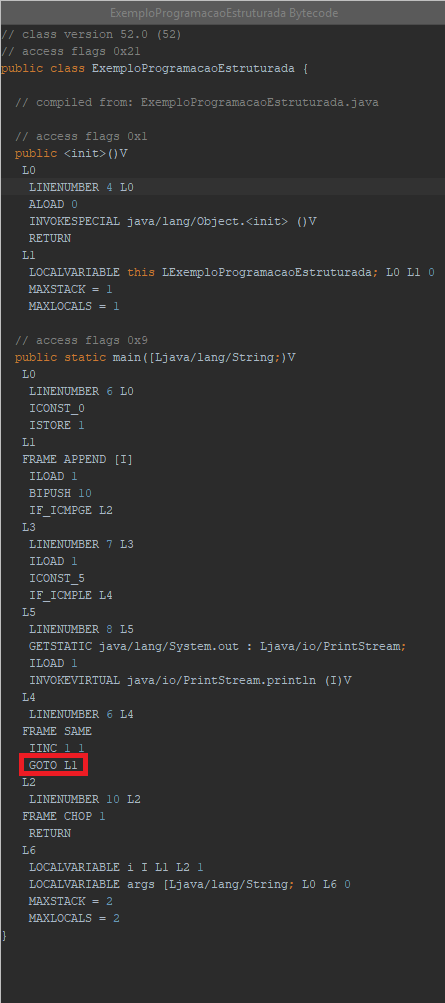 ExemploProgramacaoEstruturada Bytecode
// class version 52.0 (52)
// access flags 0x21
public class ExemploProgramacaoEstruturada {
// compiled from: ExemploProgramacaoEstruturada.java
// access flags 0x1
public <init>()V
L0
LINENUMBER 4 L0
ALOAD 0
INVOKESPECIAL java/lang/Object.<init> ()V
RETURN
L1
LOCALVARIABLE this LExemploProgramacaoEstruturada; L0 L1 0
MAXSTACK = 1
MAXLOCALS = 1
// access flags 0x9
public static main([Ljava/lang/String;)V
L0
LINENUMBER 6 L0
ICONST_0
ISTORE 1
L1
FRAME APPEND [I]
ILOAD 1
BIPUSH 10
IF_ICMPGE L2
L3
LINENUMBER 7 L3
ILOAD 1
ICONST_5
IF_ICMPLE L4
L5
LINENUMBER 8 L5
GETSTATIC java/lang/System.out : Ljava/io/PrintStream;
ILOAD 1
INVOKEVIRTUAL java/io/PrintStream.println (I)V
L4
LINENUMBER 6 L4
FRAME SAME
IINC 1 1
GOTO L1
L2
LINENUMBER 10 L2
FRAME CHOP 1
RETURN
L6
LOCALVARIABLE i I L1 L2 1
LOCALVARIABLE args [Ljava/lang/String; L0 L6 0
MAXSTACK = 2
MAXLOCALS = 2
}